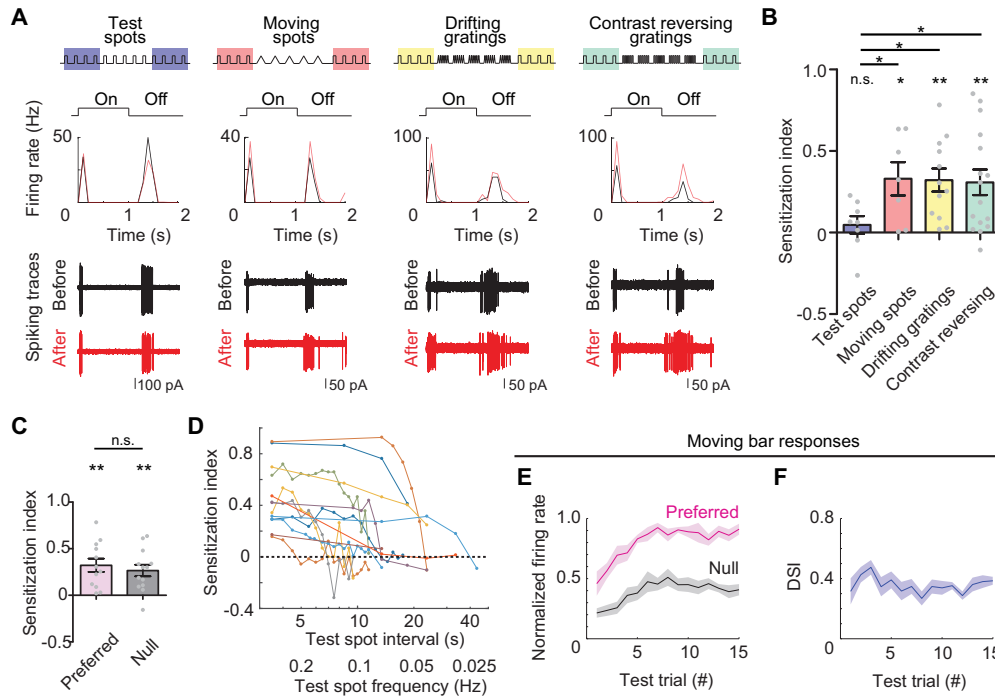 A
Test
spots
Moving
spots
Drifting
gratings
Contrast reversing
gratings
On Off
On Off
On Off
On Off
Firing rate (Hz)
50
0
0 1 2
Time (s)
40
0 1 2
Time (s)
100
0 1 2
Time (s)
100
0 1 2
Time (s)
Spiking traces
Before
After
100 pA
50 pA
50 pA
50 pA
B
*
*
*
n.s. * ** **
Sensitization index
1.0
0.5
0
-0.5
Test spots
Moving spots
Drifting gratings
Contrast reversing
C
n.s.
** **
Sensitization index
1.0
0.5
0
-0.5
Preferred
Null
D
Sensitization index
0.8
0.4
0
-0.4
5 10 20 40
Test spot interval (s)
0.2 0.1 0.05 0.025
Test spot frequency (Hz)
Moving bar responses
E
Normalized firing rate
1.0
0.5
0
Preferred
Null
0 5 10 15
Test trial (#)
F
DSI
0.8
0.4
0
0 5 10 15
Test trial (#)